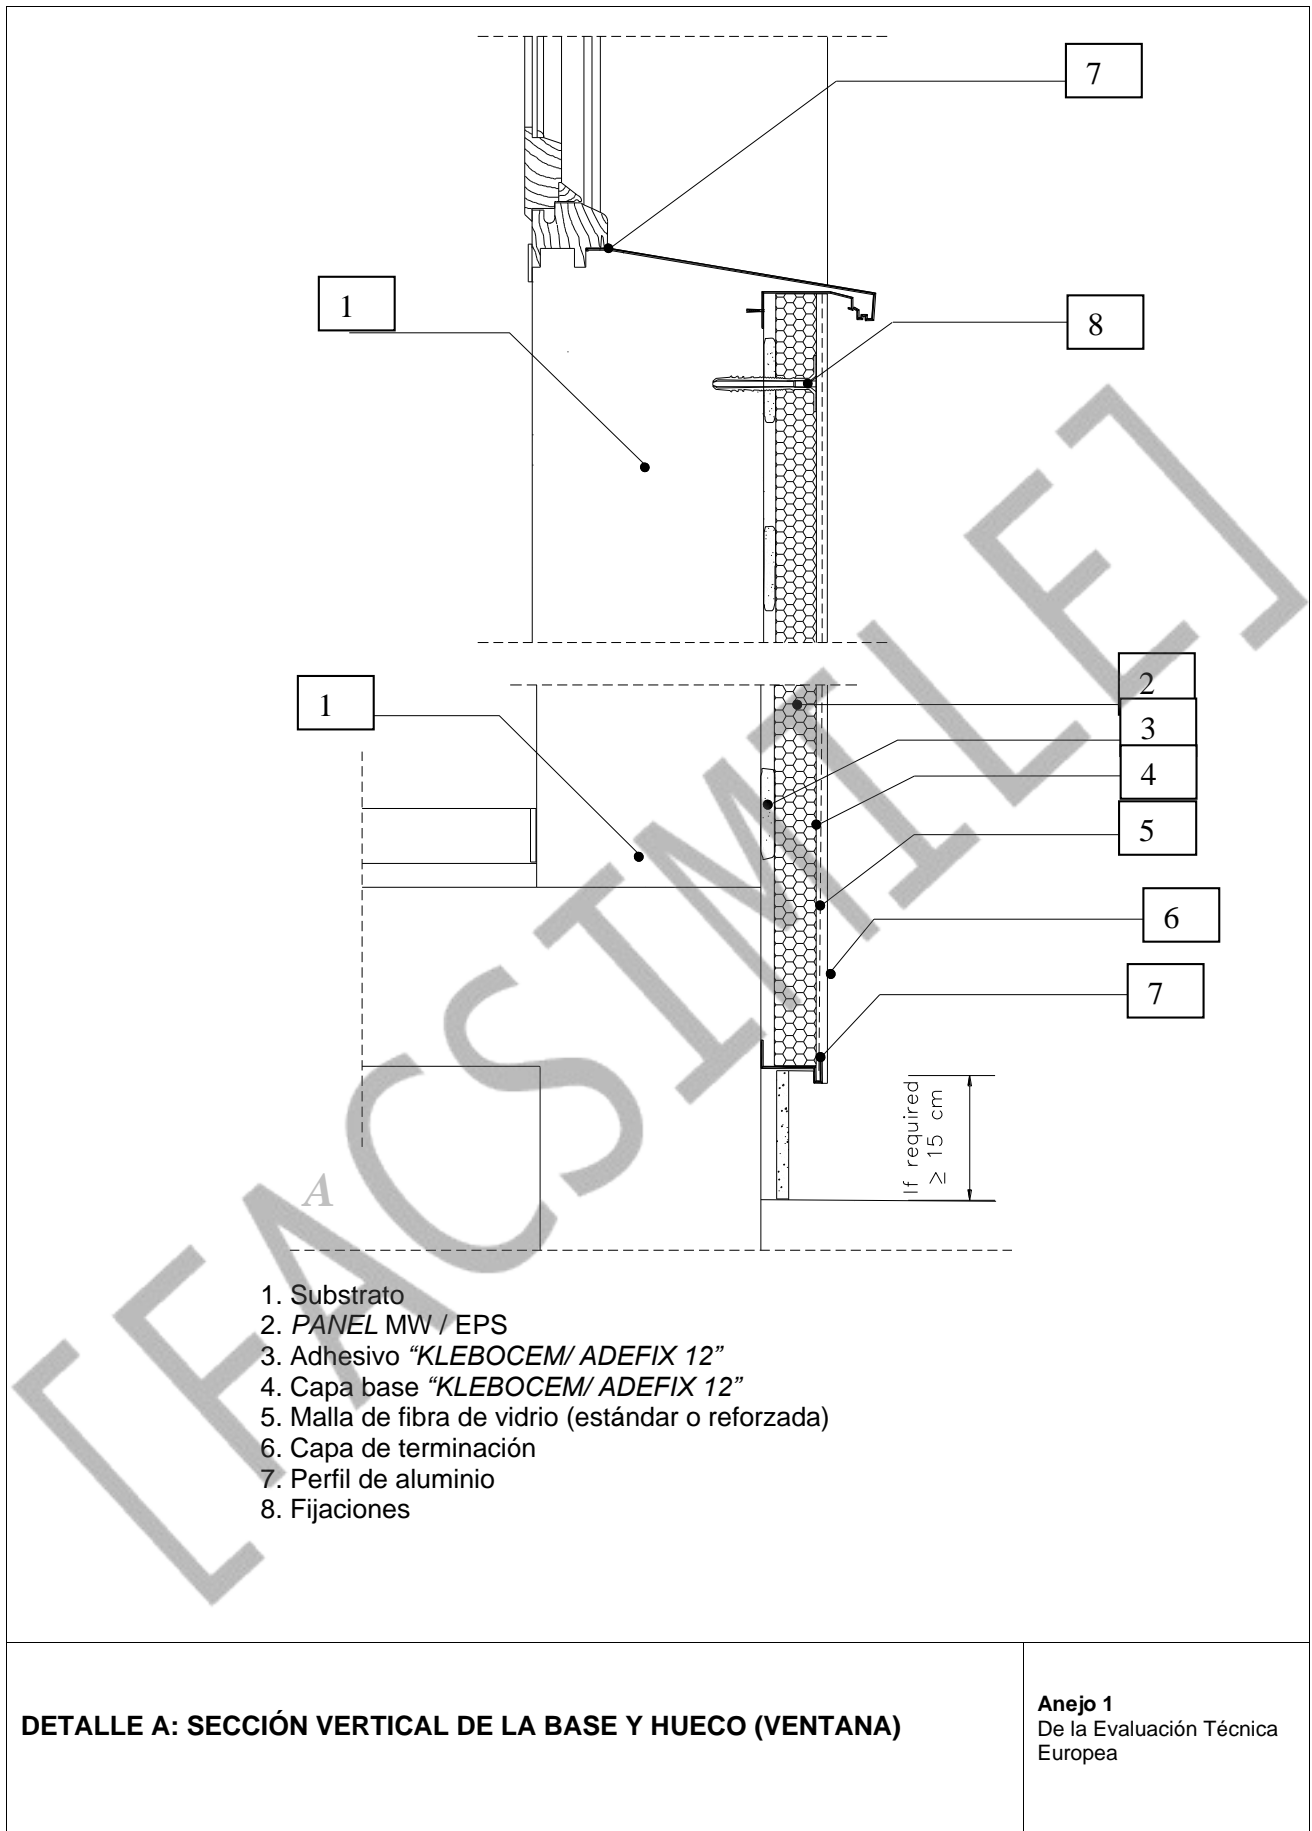 7
1
8
1
2
3
4
5
6
7
If required
≥ 15 cm
A
[FACSIMILE]
1. Substrato
2. PANEL MW / EPS
3. Adhesivo “KLEBOCEM/ ADEFIX 12”
4. Capa base “KLEBOCEM/ ADEFIX 12”
5. Malla de fibra de vidrio (estándar o reforzada)
6. Capa de terminación
7. Perfil de aluminio
8. Fijaciones
DETALLE A: SECCIÓN VERTICAL DE LA BASE Y HUECO (VENTANA)
Anejo 1
De la Evaluación Técnica
Europea